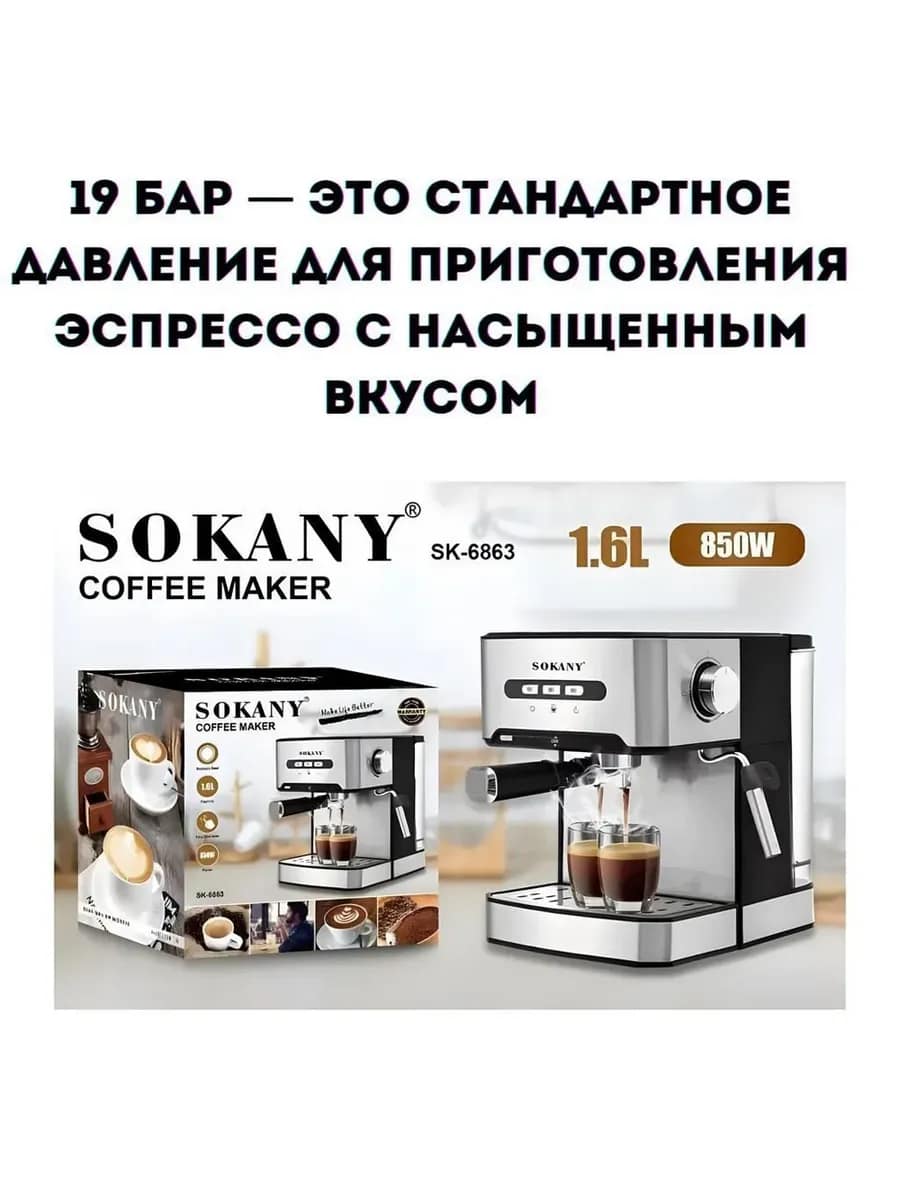 19 БАР — ЭТО СТАНДАРТНОЕ
ДАВЛЕНИЕ ДЛЯ ПРИГОТОВЛЕНИЯ
ЭСПРЕССО С НАСЫЩЕННЫМ
ВКУСОМ
SOKANY®
COFFEE MAKER
SK-6863
1.6L
850W
SOKANY
SOKANY
SOKANY
COFFEE MAKER
Make Life Better
WARRANTY
SOKANY
1.6L
SK-6863